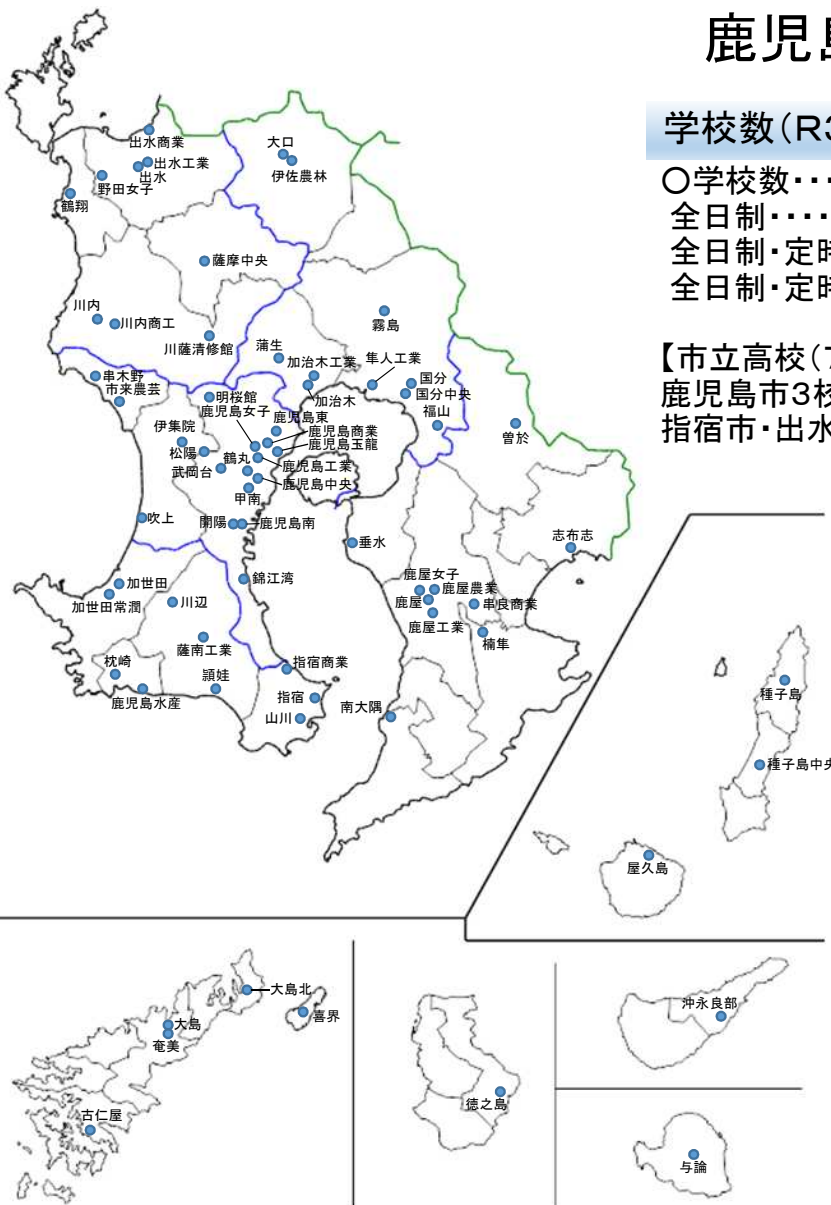 鹿児島
学校数(R3
○学校数・・・・
全日制・・・・・
全日制・定時
全日制・定時
【市立高校(7
鹿児島市3校
指宿市・出水
出水商業
出水工業
出水
野田女子
鶴翔
大口
伊佐農林
薩摩中央
川内
川内商工
川薩清修館
霧島
蒲生
加治木工業
加治木
隼人工業
国分
国分中央
福山
曽於
串木野
市来農芸
明桜館
鹿児島女子
鹿児島東
鹿児島商業
鹿児島玉龍
伊集院
松陽
武岡台
鶴丸
鹿児島工業
鹿児島中央
甲南
吹上
開陽
鹿児島南
垂水
志布志
錦江湾
加世田
加世田常潤
川辺
鹿屋女子
鹿屋農業
鹿屋
串良商業
鹿屋工業
楠隼
薩南工業
枕崎
鹿児島水産
頴娃
指宿商業
指宿
山川
南大隅
種子島
種子島中央
屋久島
大島北
喜界
大島
奄美
古仁屋
徳之島
沖永良部
与論